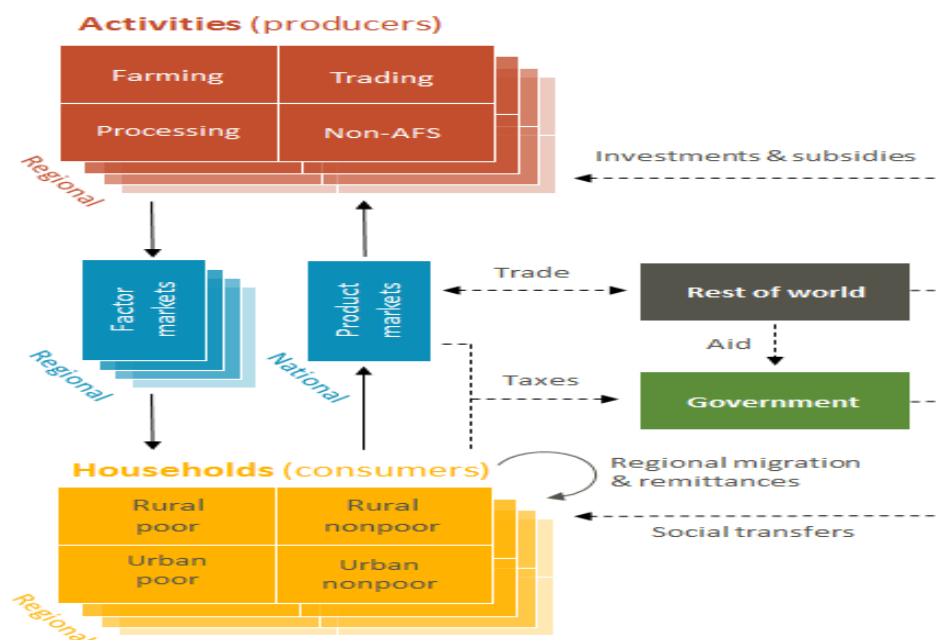 Activities (producers)
Farming
Trading
Processing
Non-AFS
Regional
Investments & subsidies
Factor
markets
Regional
Product
markets
National
Trade
Rest of world
Aid
Taxes
Government
Households (consumers)
Regional migration
& remittances
Rural
poor
Rural
nonpoor
Social transfers
Urban
poor
Urban
nonpoor
Regional